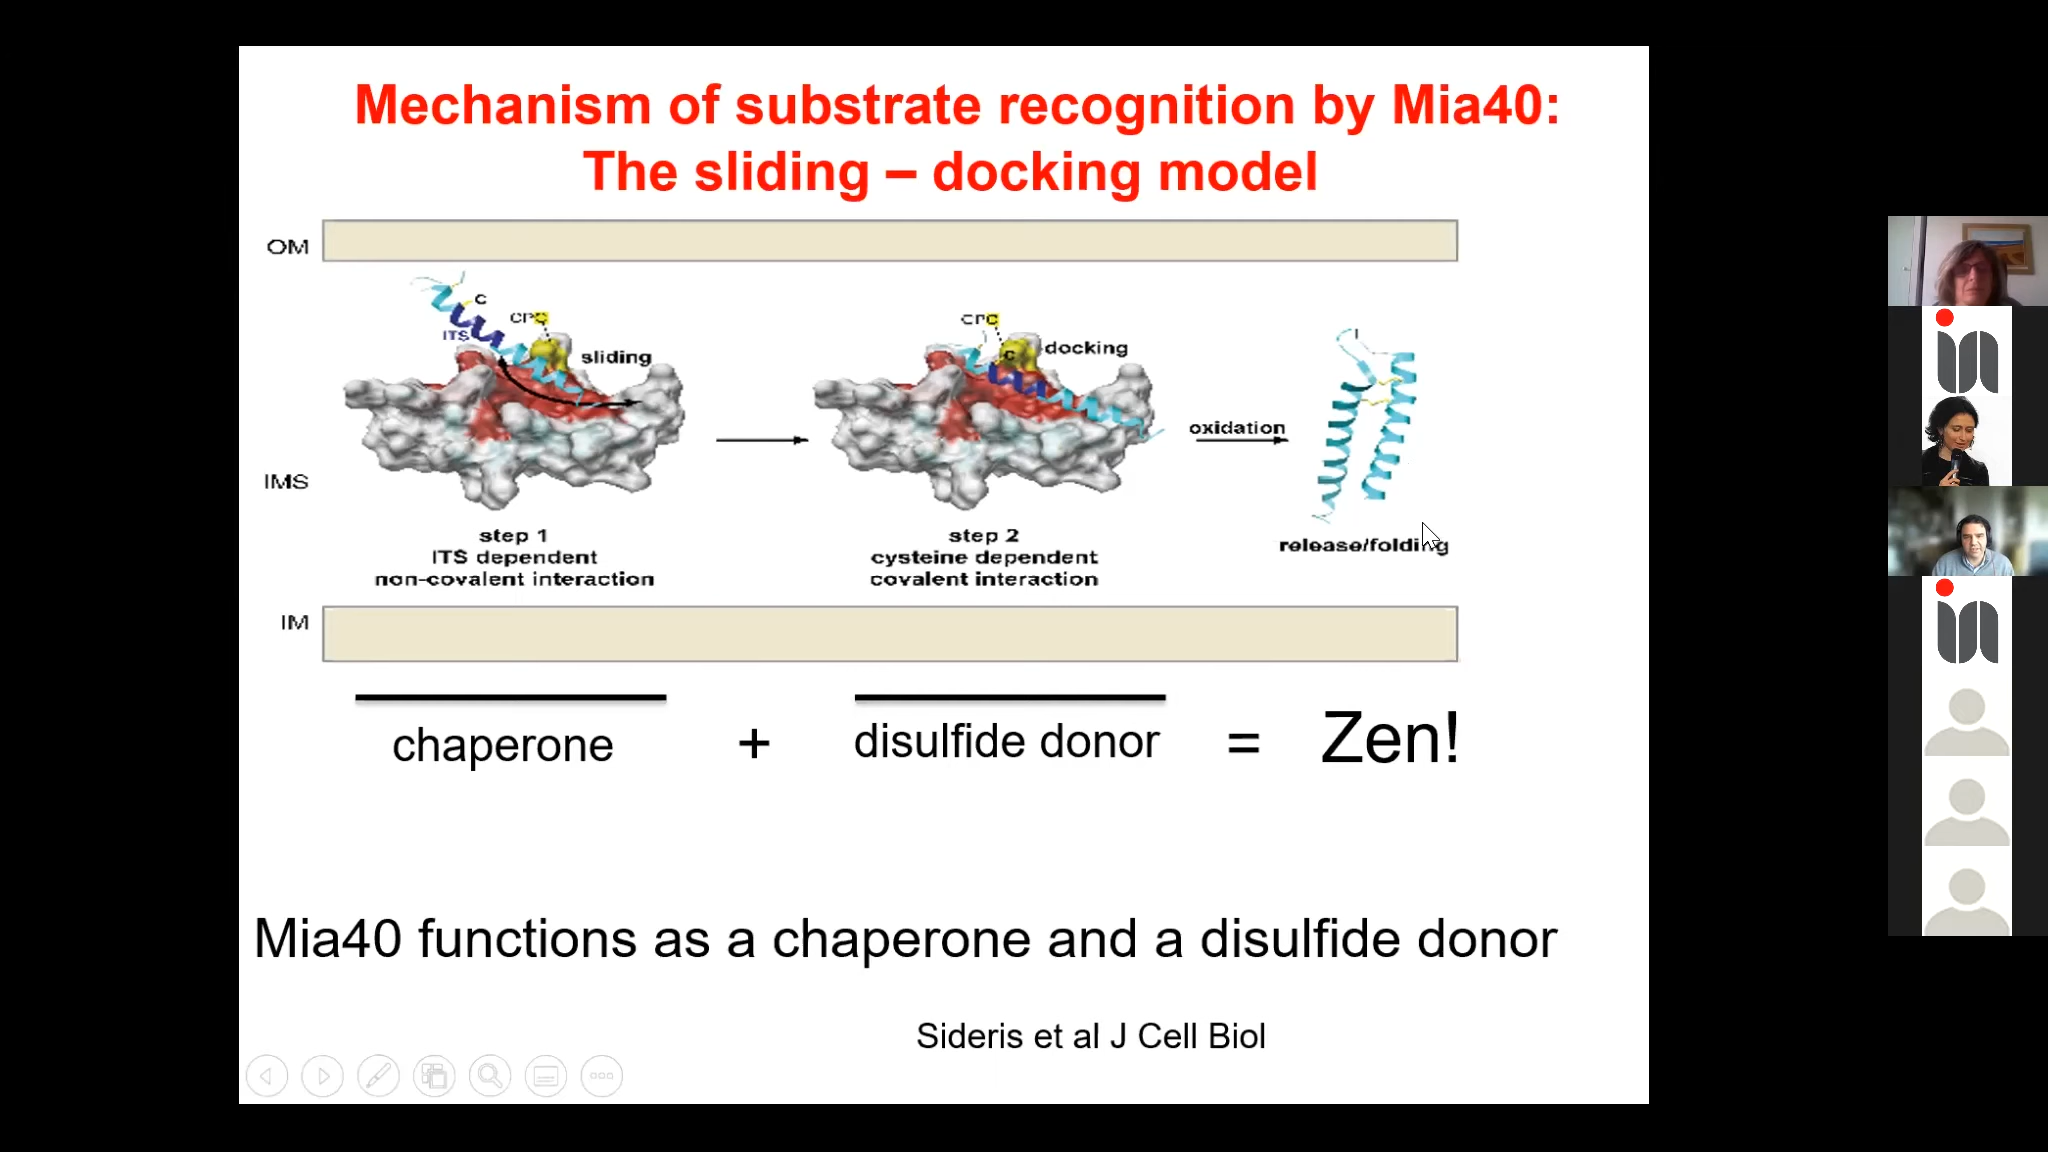 Mechanism of substrate recognition by Mia40:
The sliding – docking model
OM
C
CPC
ITS
sliding
CPC
C
docking
oxidation
IMS
step 1
ITS dependent
non-covalent interaction
step 2
cysteine dependent
covalent interaction
release/folding
IM
chaperone + disulfide donor = Zen!
Mia40 functions as a chaperone and a disulfide donor
Sideris et al J Cell Biol